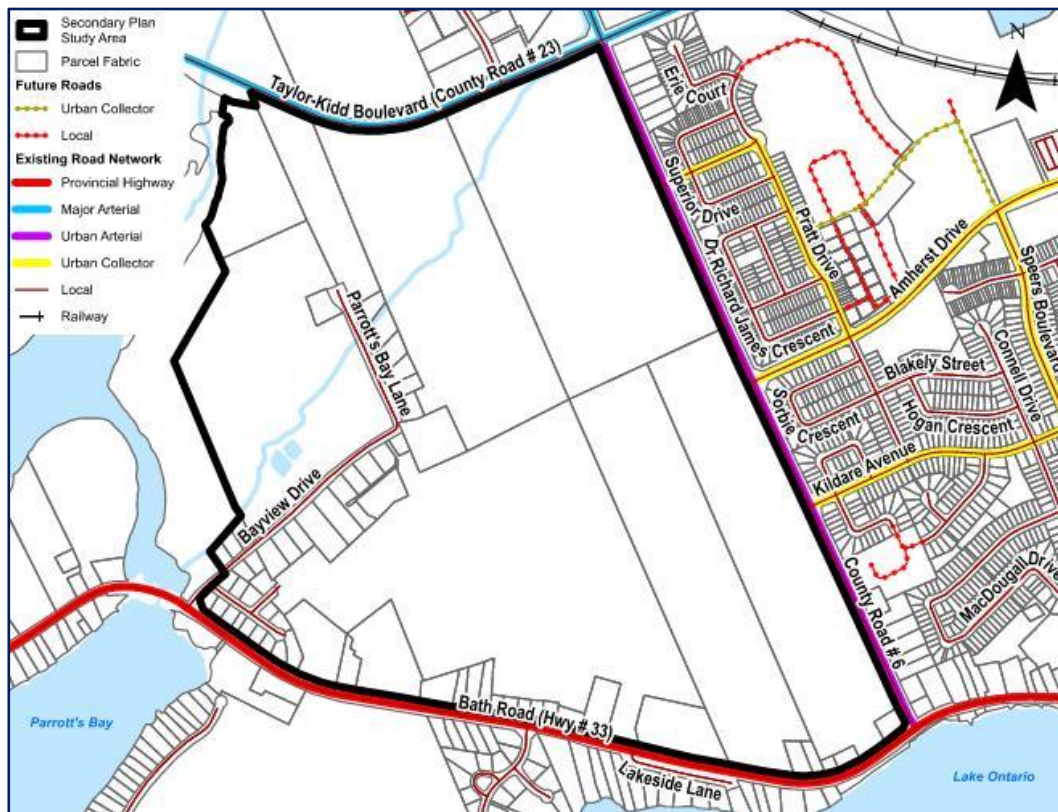 Secondary Plan
Study Area
Parcel Fabric
Future Roads
Urban Collector
Local
Existing Road Network
Provincial Highway
Major Arterial
Urban Arterial
Urban Collector
Local
Railway
N
Taylor-Kidd Boulevard (County Road # 23)
Erie
Court
Superior Drive
Pratt Drive
Dr Richard James
Crescent
Amherst Drive
Speers Boulevard
Parrott's Bay Lane
Blakely Street
Connell Drive
Sorbie
Crescent
Hogan Crescent
Kildare Avenue
Bayview Drive
County Road # 6
MacDougal Drive
Bath Road (Hwy # 33)
Lakeside Lane
Parrott's Bay
Lake Ontario